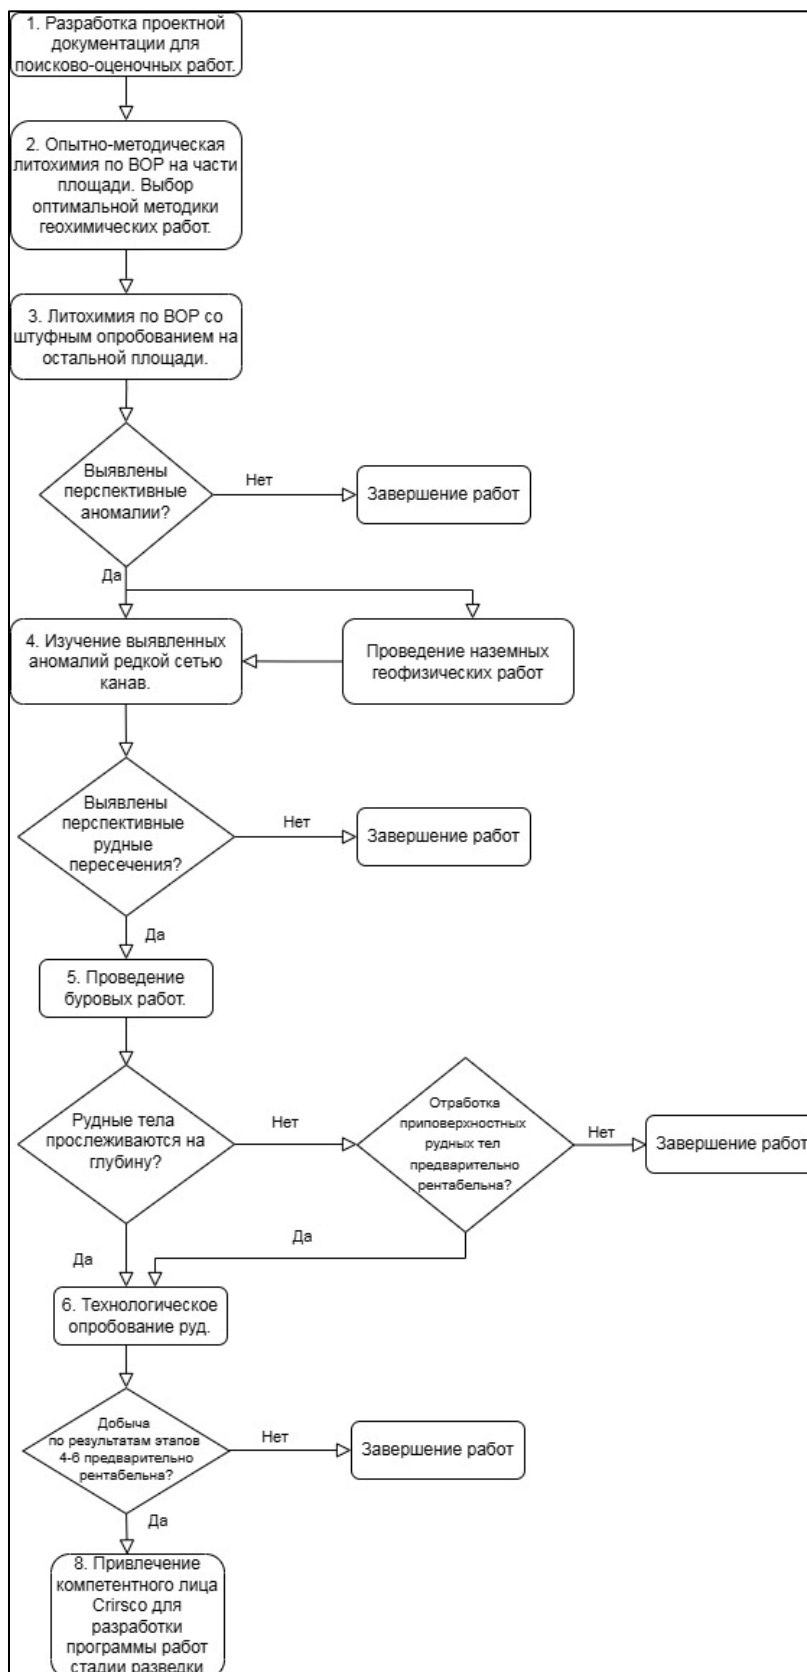 1. Разработка проектной
документации для
поисково-оценочных работ.
2. Опытно-методическая
литохимия по ВОР на части
площади. Выбор
оптимальной методики
геохимических работ.
3. Литохимия по ВОР со
штуфным опробованием на
остальной площади.
Выявлены
перспективные
аномалии?
Нет
Завершение работ
Да
4. Изучение выявленных
аномалий редкой сетью
канав.
Проведение наземных
геофизических работ
Выявлены
перспективные
рудные
пересечения?
Нет
Завершение работ
Да
5. Проведение
буровых работ.
Рудные тела
прослеживаются на
глубину?
Нет
Отработка
приповерхностных
рудных тел
предварительно
рентабельна?
Нет
Завершение работ
Да
Да
6. Технологическое
опробование руд.
Добыча
по результатам этапов
4-6 предварительно
рентабельна?
Нет
Завершение работ
Да
8. Привлечение
компетентного лица
Crirsco для
разработки
программы работ
стадии разведки